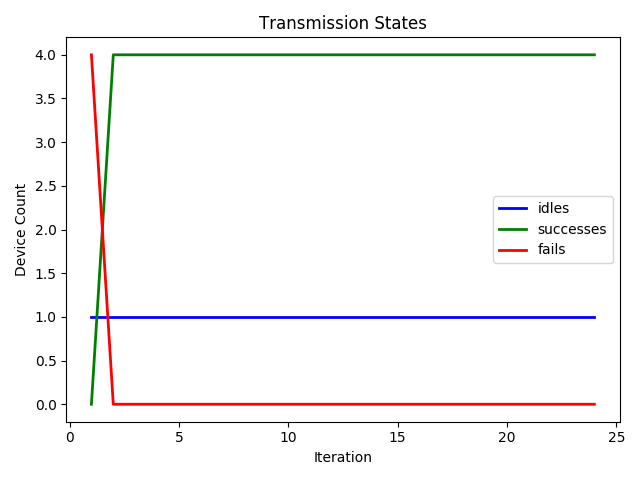 Transmission States
4.0
3.5
3.0
2.5
2.0
1.5
1.0
0.5
0.0
Device Count
idles
successes
fails
0 5 10 15 20 25
Iteration